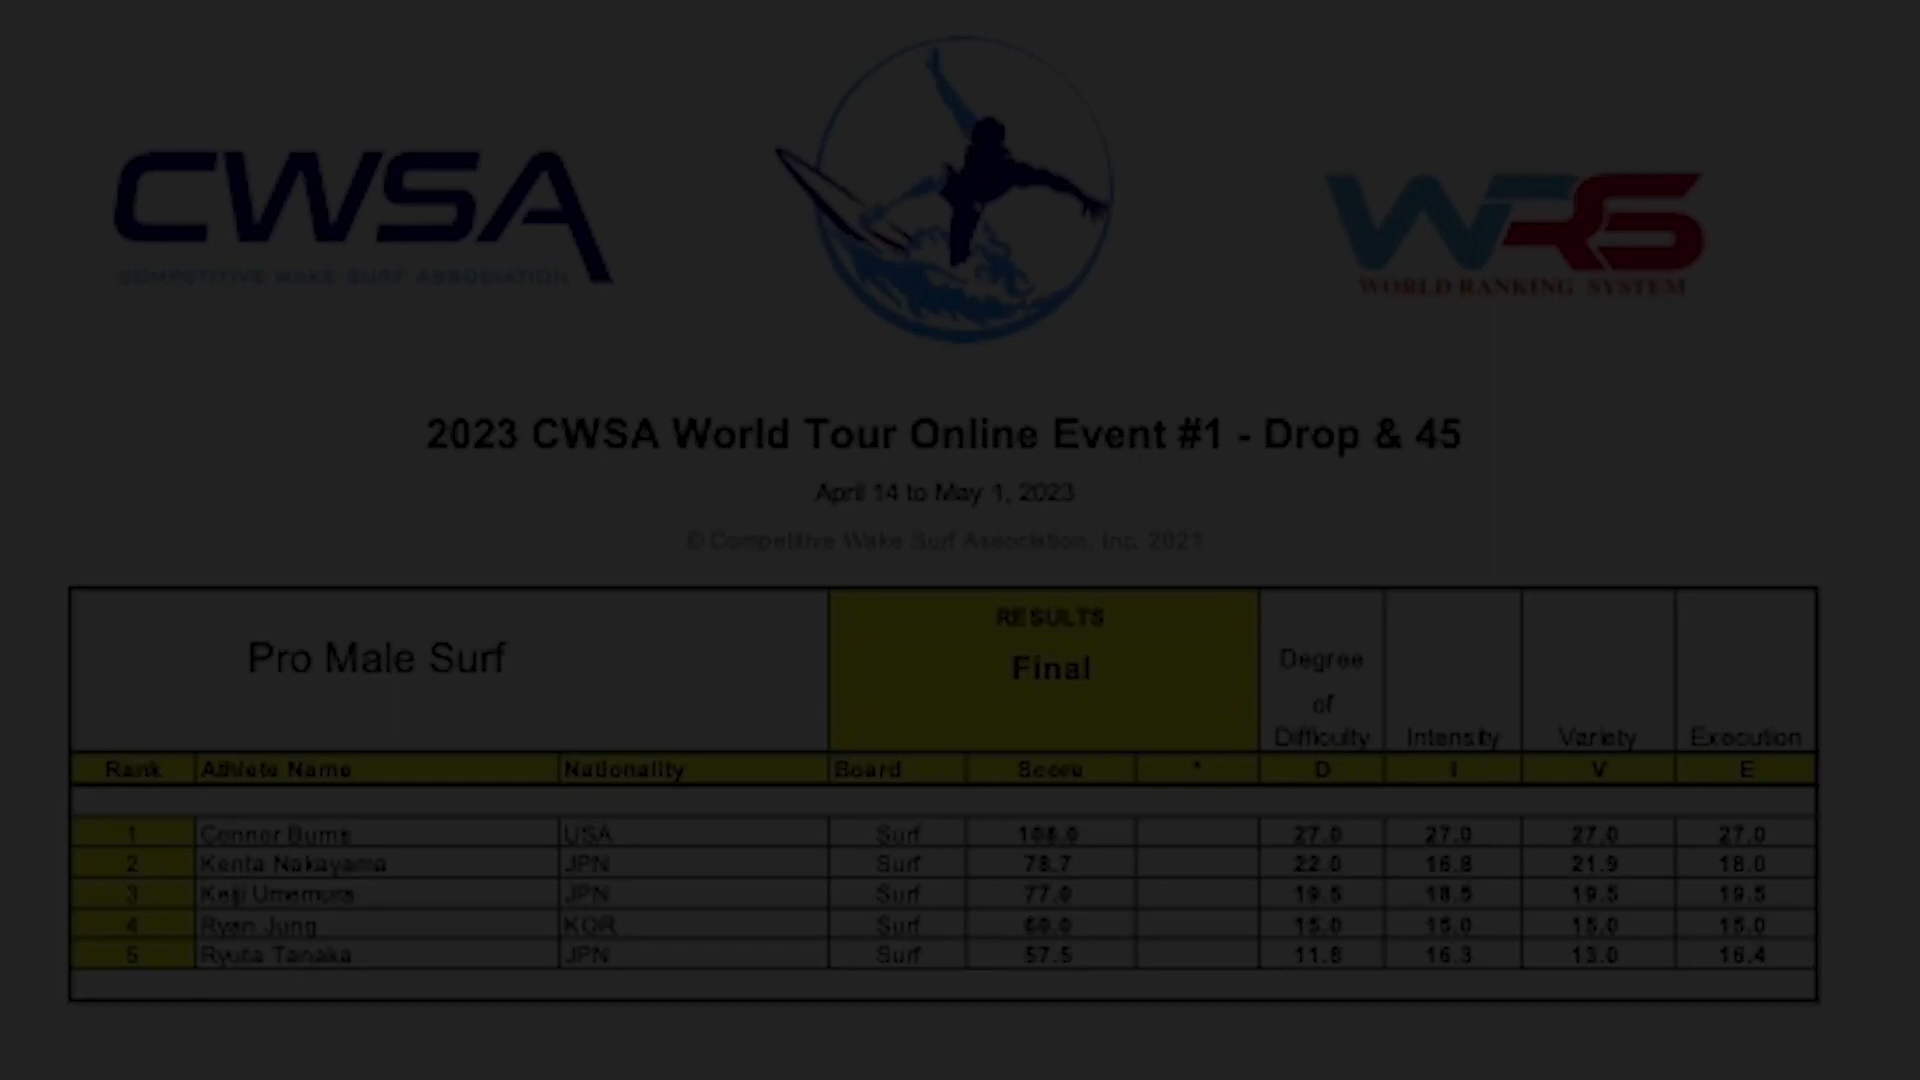 CWSA
COMPETITIVE WAKE SURF ASSOCIATION
WRS
WORLD RANKING SYSTEM
2023 CWSA World Tour Online Event #1 - Drop & 45
April 14 to May 1, 2023
© Competitive Wake Surf Association, Inc. 2021
Pro Male Surf
RESULTS
Final
Degree
of
Difficulty Intensity Variety Execution
Rank Athlete Name Nationality Board Score * D I V E
1 Connor Burns USA Surf 108.0 27.0 27.0 27.0 27.0
2 Kenta Nakayama JPN Surf 78.7 22.0 16.8 21.9 18.0
3 Keiji Umemura JPN Surf 77.0 19.5 18.5 19.5 19.5
4 Ryan Jung KOR Surf 60.0 15.0 15.0 15.0 15.0
5 Ryuta Tanaka JPN Surf 57.5 11.8 16.3 13.0 16.4